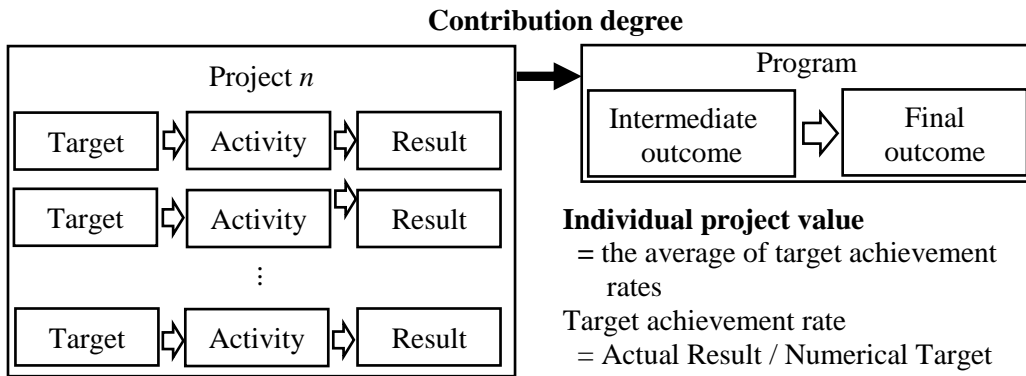 Contribution degree
Project n
Target
Activity
Result
Target
Activity
Result
⋮
Target
Activity
Result
Program
Intermediate
outcome
Final
outcome
Individual project value
= the average of target achievement
rates
Target achievement rate
= Actual Result / Numerical Target